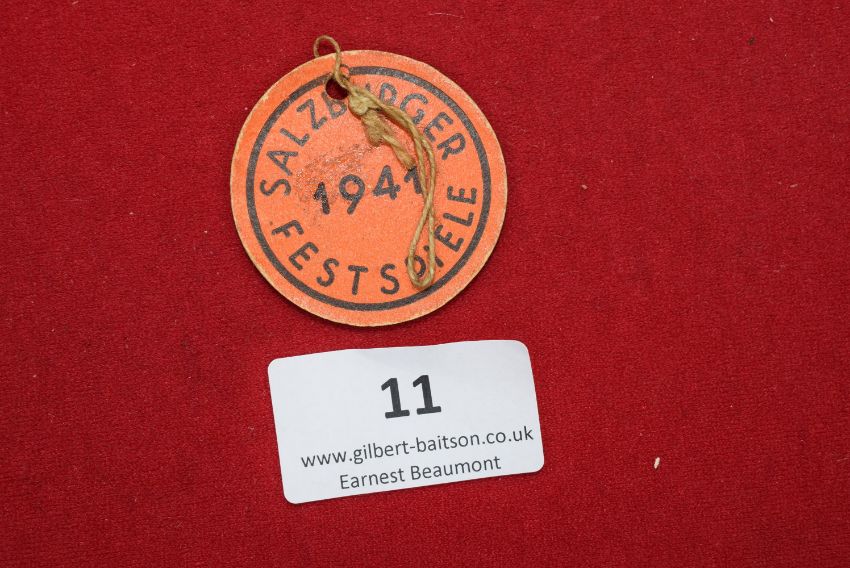 SALZBURGER
1941
FESTSPIELE
11
www.gilbert-baitson.co.uk
Earnest Beaumont